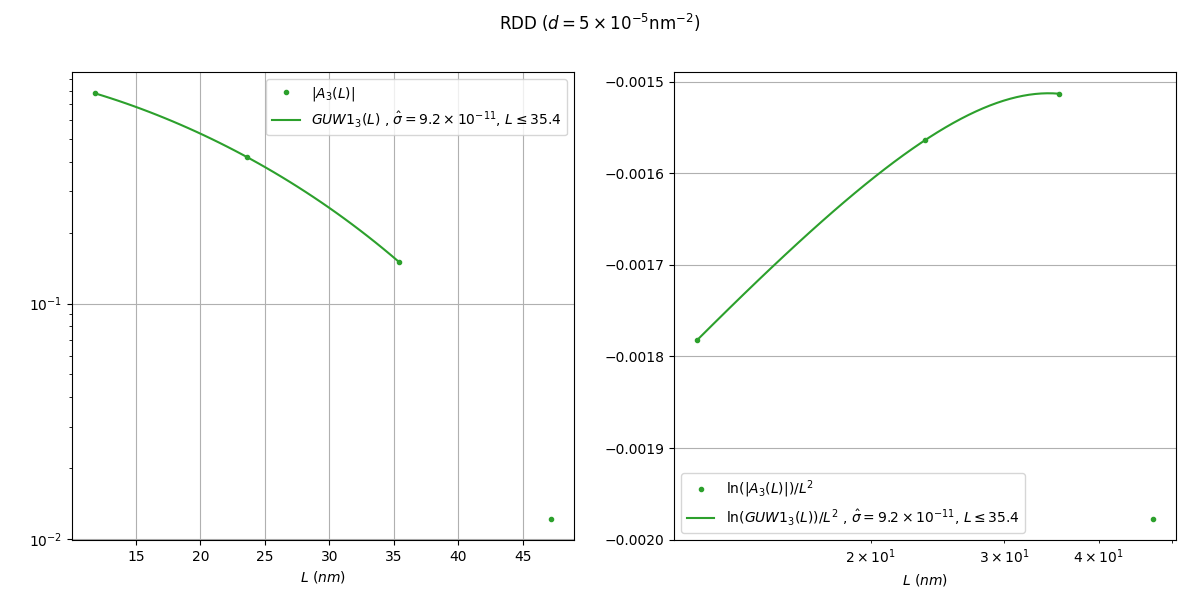 RDD (d = 5 × 10⁻⁵nm⁻²)
|A₃(L)|
GUW1₃(L) , σ̂ = 9.2 × 10⁻¹¹, L ≤ 35.4
10⁻¹
10⁻²
15 20 25 30 35 40 45
L (nm)
−0.0015
−0.0016
−0.0017
−0.0018
−0.0019
−0.0020
ln(|A₃(L)|)/L²
ln(GUW1₃(L))/L² , σ̂ = 9.2 × 10⁻¹¹, L ≤ 35.4
2 × 10¹ 3 × 10¹ 4 × 10¹
L (nm)